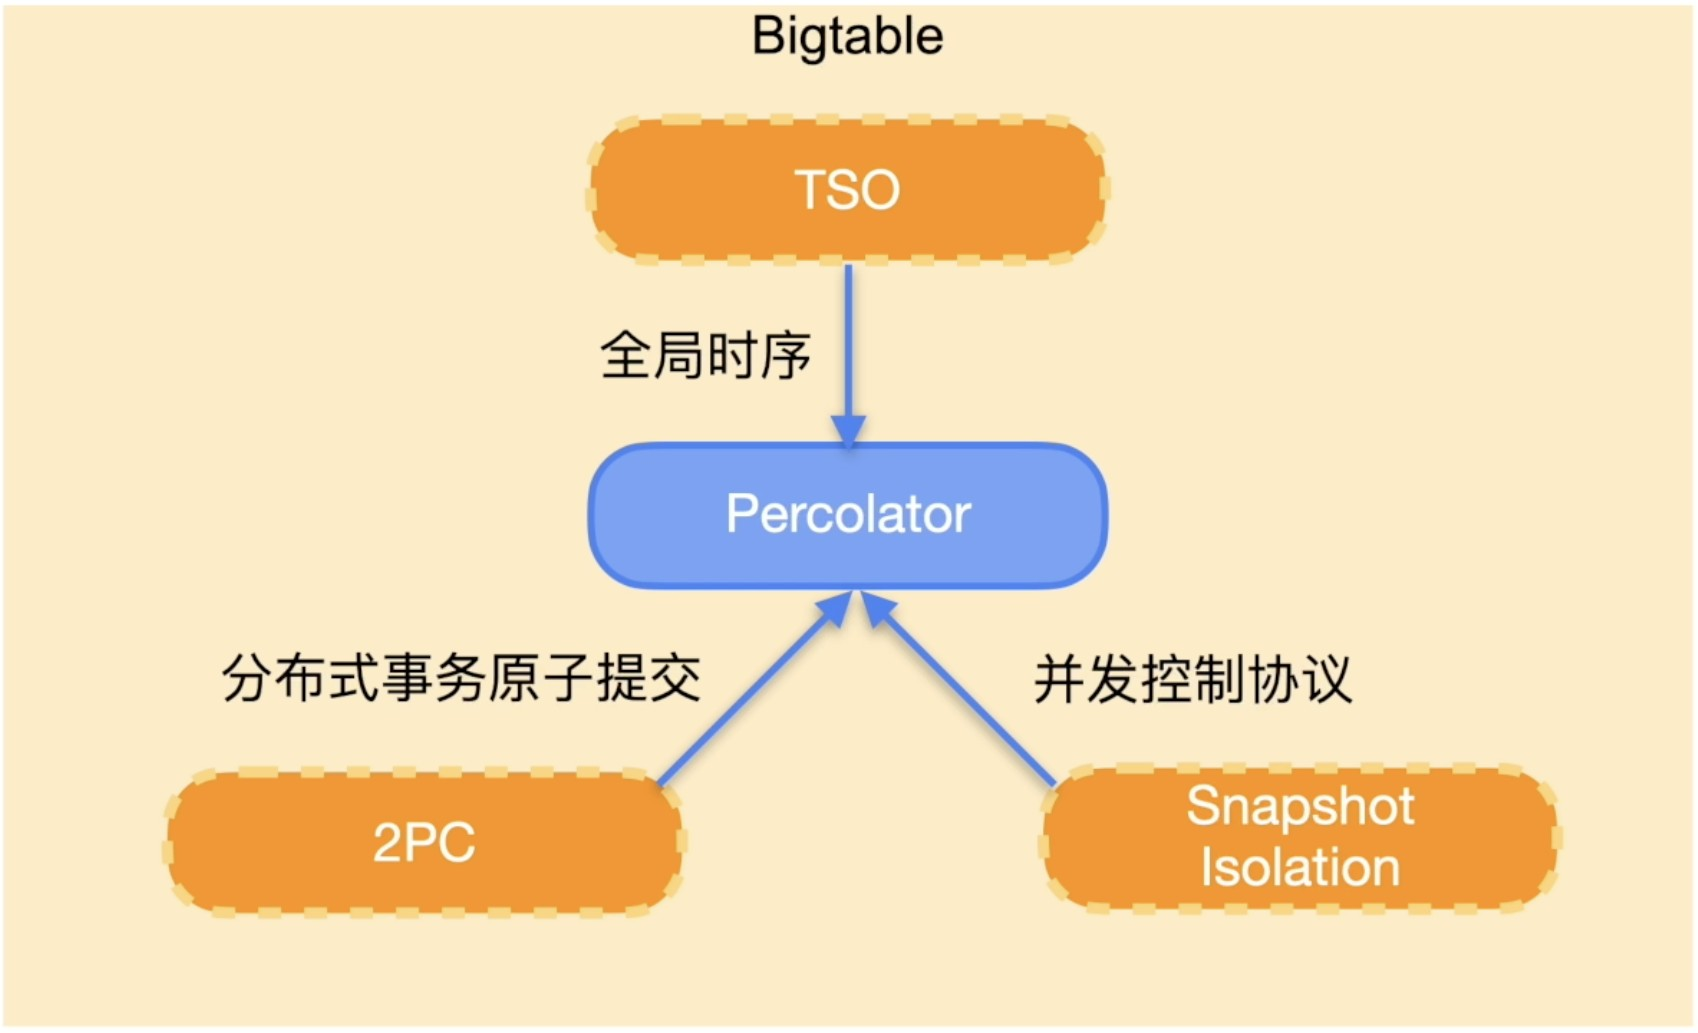 Bigtable
TSO
全局时序
Percolator
分布式事务原子提交
并发控制协议
2PC
Snapshot
Isolation